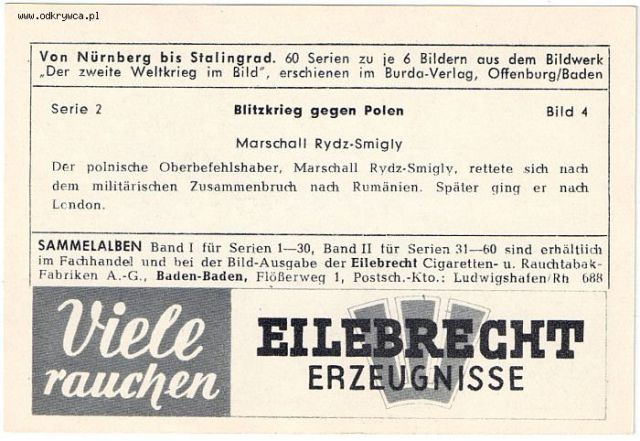 www.odkrywca.pl
Von Nürnberg bis Stalingrad. 60 Serien zu je 6 Bildern aus dem Bildwerk
„Der zweite Weltkrieg im Bild", erschienen im Burda-Verlag, Offenburg/Baden
Serie 2 Blitzkrieg gegen Polen Bild 4
Marschall Rydz-Smigly
Der polnische Oberbefehlshaber, Marschall Rydz-Smigly, rettete sich nach
dem militärischen Zusammenbruch nach Rumänien. Später ging er nach
London.
SAMMELALBEN Band I für Serien 1—30, Band II für Serien 31—60 sind erhältlich
im Fachhandel und bei der Bild-Ausgabe der Eilebrecht Cigaretten- u. Rauchtabak-
Fabriken A.-G., Baden-Baden, Flößerweg 1, Postsch.-Kto.: Ludwigshafen/Rh 688
Viele
rauchen
EILEBRECHT
ERZEUGNISSE